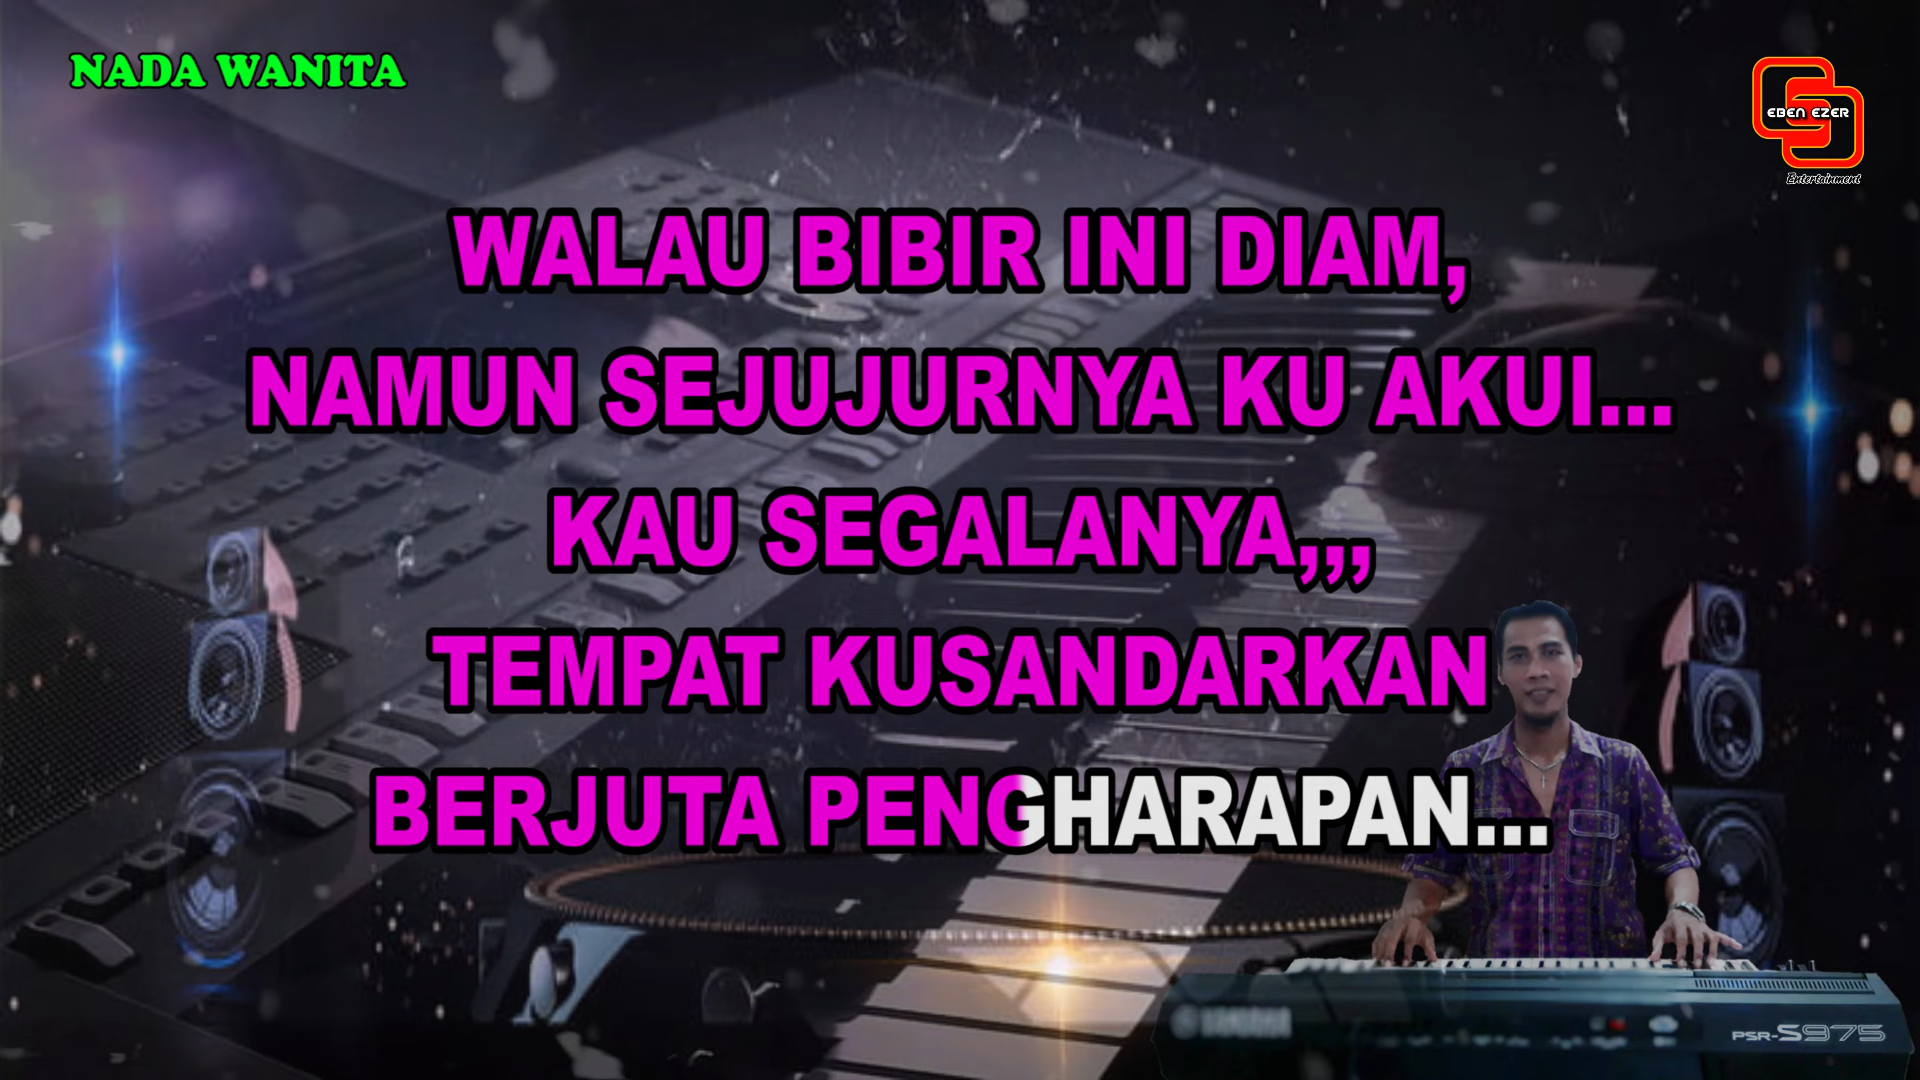 NADA WANITA
EBEN EZER
Entertainment
WALAU BIBIR INI DIAM,
NAMUN SEJUJURNYA KU AKUI...
KAU SEGALANYA,,,
TEMPAT KUSANDARKAN
BERJUTA PENGHARAPAN...
YAMAHA
PSR-S975